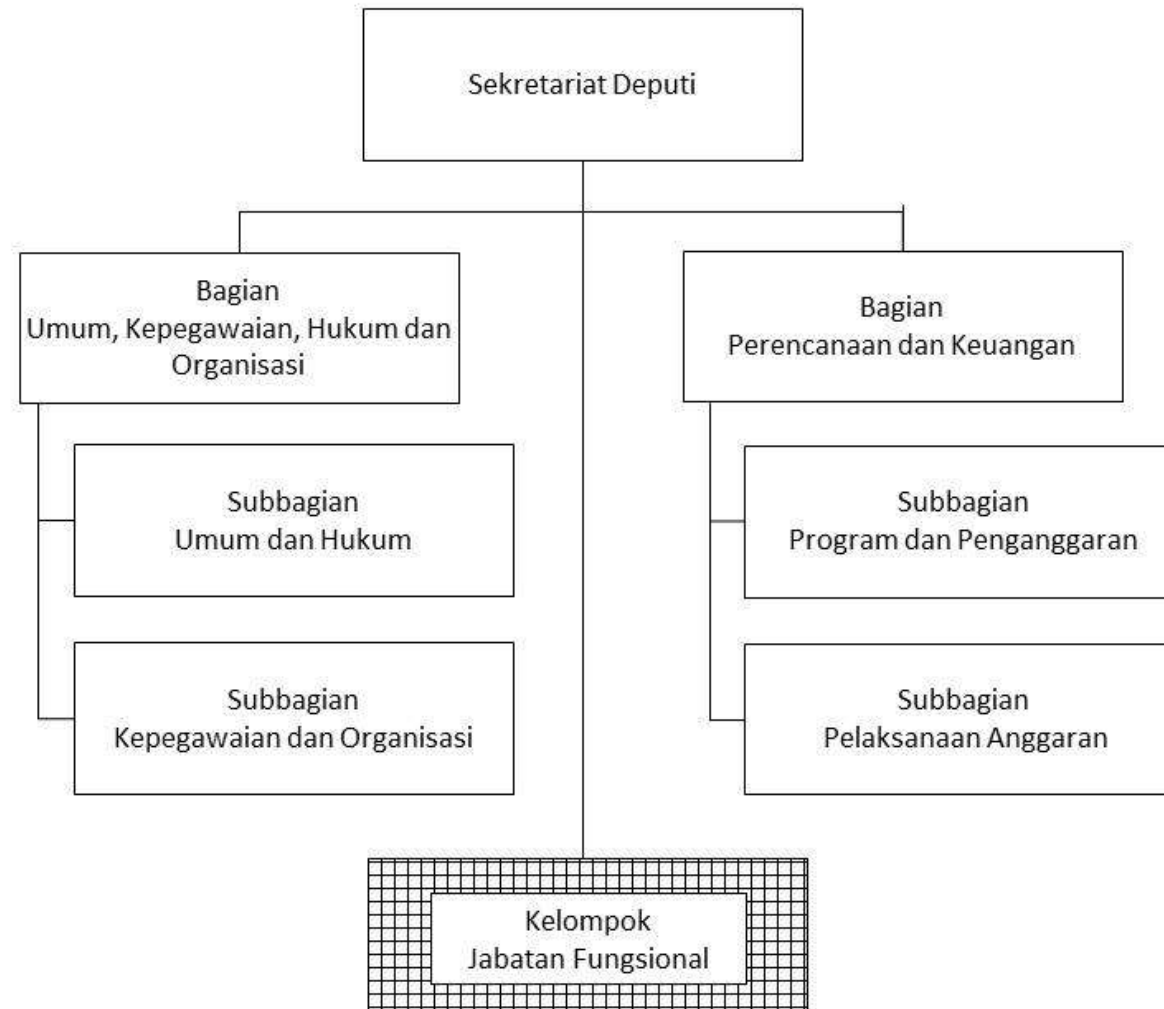 Sekretariat Deputi
Bagian
Umum, Kepegawaian, Hukum dan
Organisasi
Bagian
Perencanaan dan Keuangan
Subbagian
Umum dan Hukum
Subbagian
Program dan Penganggaran
Subbagian
Kepegawaian dan Organisasi
Subbagian
Pelaksanaan Anggaran
Kelompok
Jabatan Fungsional